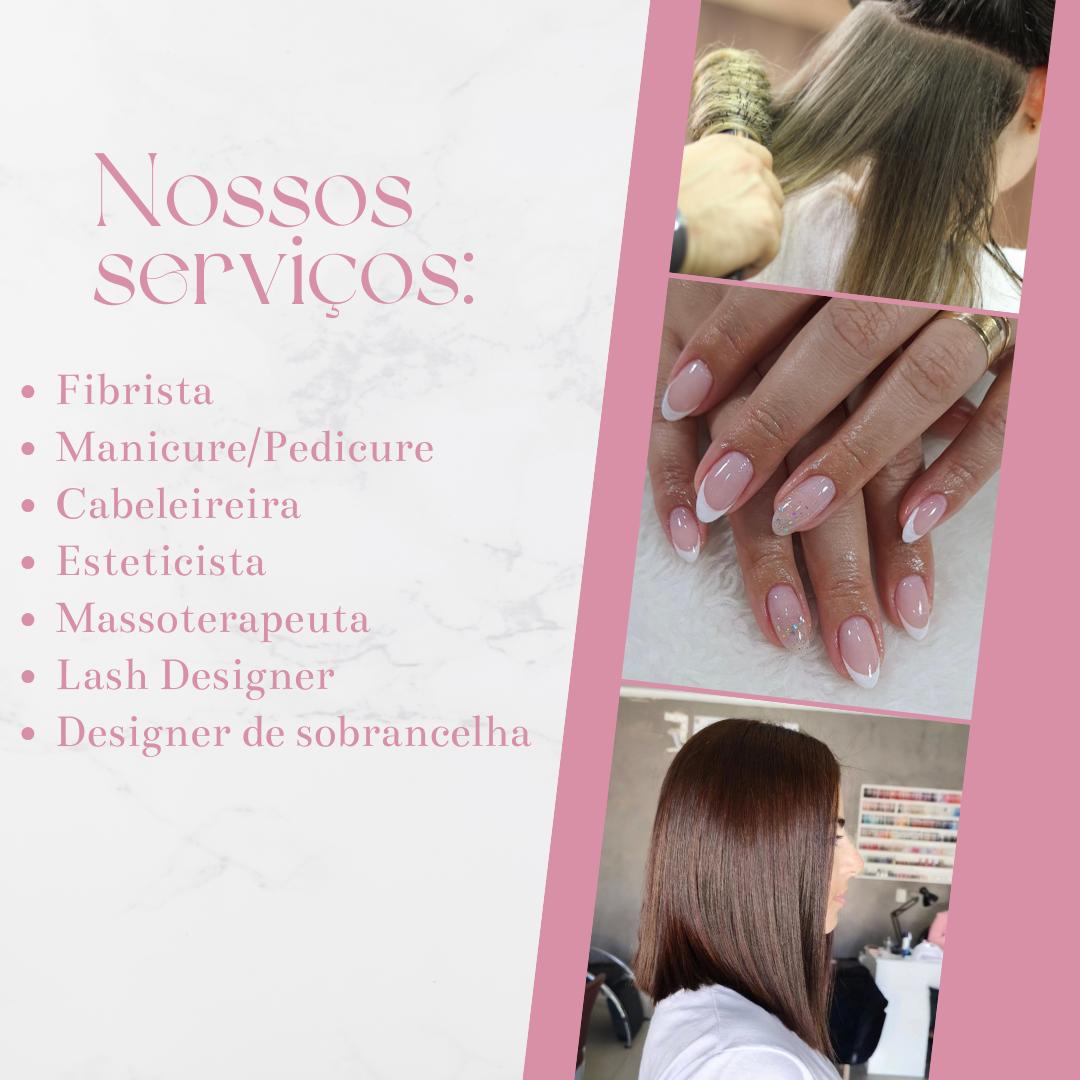 Nossos
serviços:
Fibrista
Manicure/Pedicure
Cabeleireira
Esteticista
Massoterapeuta
Lash Designer
Designer de sobrancelha